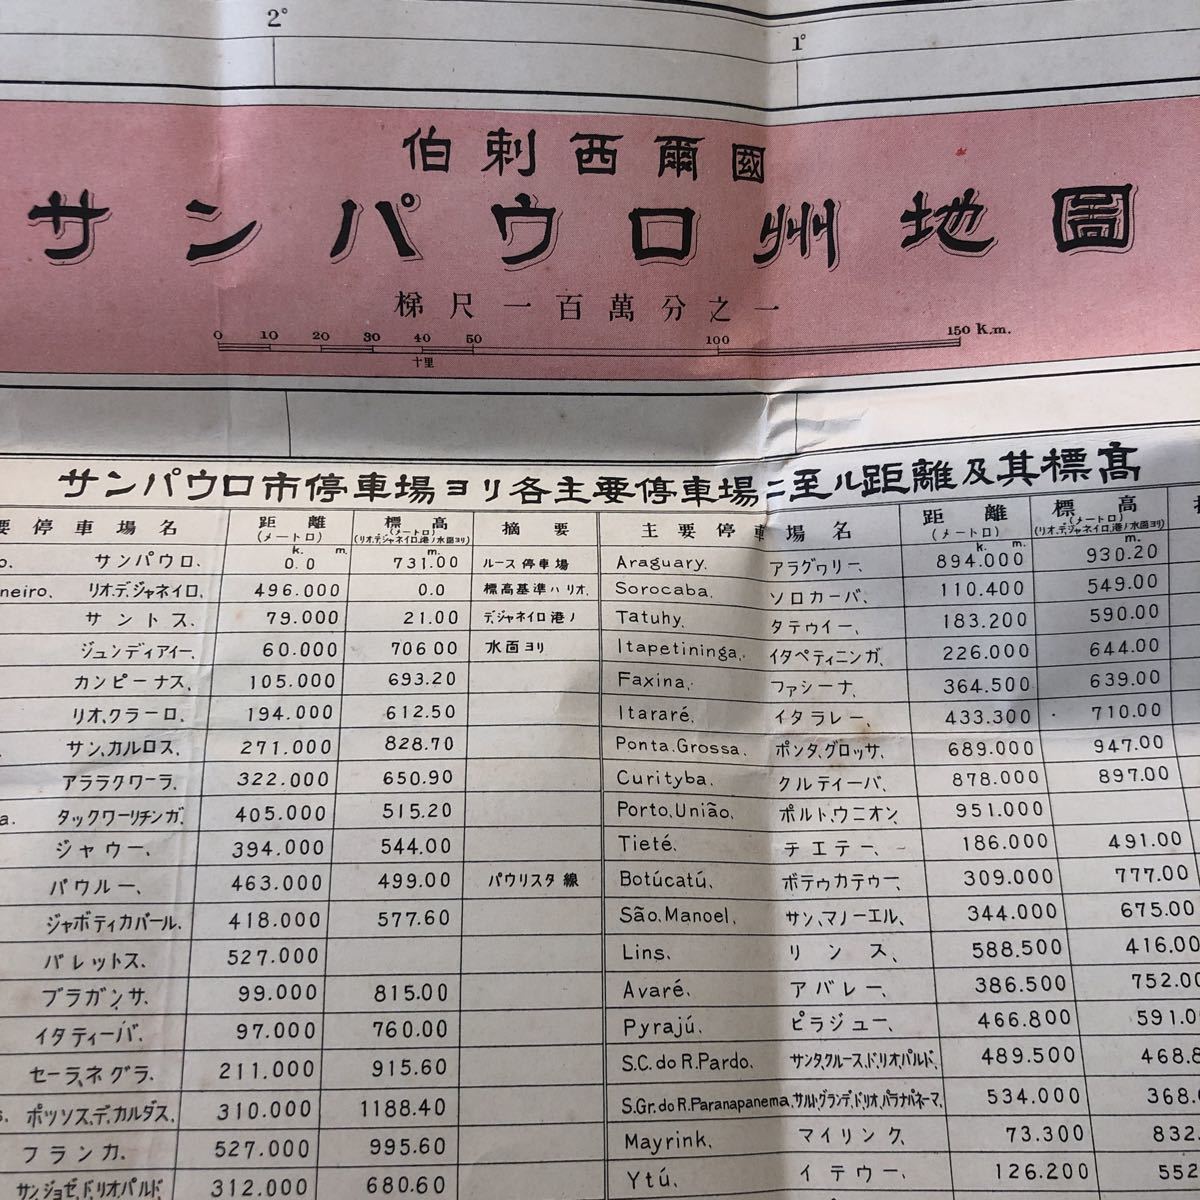 2° 1°
伯剌西爾國
サンパウロ州地圖
梯尺一百萬分之一
0 10 20 30 40 50 100 150 K.m.
十里
サンパウロ市停車場ヨリ各主要停車場ニ至ル距離及其標高
要停車場名 距離(メートロ) 標高(メートロ)(リオ、デ、ジャネイロ、港ノ水面ヨリ) 摘要 主要停車場名 距離(メートロ) 標高(メートロ)(リオ、デ、ジャネイロ、港ノ水面ヨリ)
k. m. m. k. m. m.
o. サンパウロ. 0.0 731.00 ルース停車場 Araguary. アラグワリー、 894.000 930.20
neiro. リオ、デ、ジャネイロ、 496.000 0.0 標高基準ハリオ、 Sorocaba. ソロカーバ、 110.400 549.00
サントス. 79.000 21.00 デ、ジャネイロ港ノ Tatuhy. タテゥイー、 183.200 590.00
ジュンディアイー、 60.000 706 00 水面ヨリ Itapetininga. イタペティニンガ、 226.000 644.00
カンピーナス、 105.000 693.20 Faxina. ファシーナ、 364.500 639.00
リオ、クラーロ、 194.000 612.50 Itararé. イタラレー、 433.300 710.00
サン、カルロス、 271.000 828.70 Ponta.Grossa. ポンタ、グロッサ、 689.000 947.00
アララクワーラ、 322.000 650.90 Curityba. クルティーバ、 878.000 897.00
a. タックワーリチンガ、 405.000 515.20 Porto.União. ポルト、ウニオン、 951.000
ジャウー、 394.000 544.00 Tieté. チエテー、 186.000 491.00
バウルー、 463.000 499.00 パウリスタ線 Botúcatú. ボテゥカテゥー、 309.000 777.00
ジャボティカバール、 418.000 577.60 São.Manoel. サン、マノーエル、 344.000 675.00
バレットス、 527.000 Lins. リンス、 588.500 416.00
ブラガンサ、 99.000 815.00 Avaré. アバレー、 386.500 752.00
イタティーバ、 97.000 760.00 Pyrajú. ピラジュー、 466.800 591.0
セーラ、ネグラ、 211.000 915.60 S.C.do R.Pardo. サンタ、クルース、ド、リオ、パルド、 489.500 468.8
s. ポッソス、デ、カルダス、 310.000 1188.40 S.Gr.do R.Paranapanema. サルト、グランデ、ド、リオ、パラナパネーマ、 534.000 368.
フランカ、 527.000 995.60 Mayrink. マイリンク、 73.300 832.
サン、ジョゼ、ド、リオ、パルド 312.000 680.60 Ytú. イテウー、 126.200 552